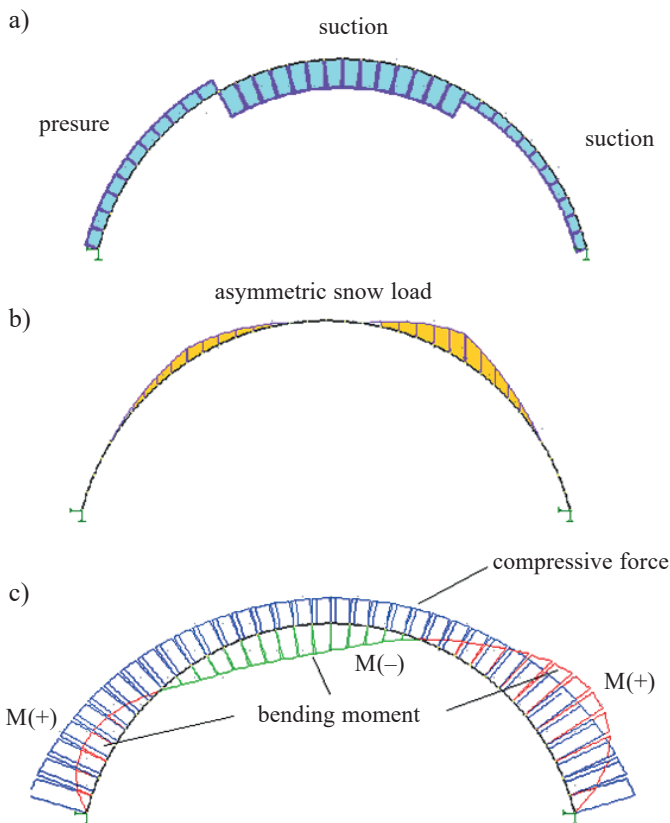 a)
suction
presure
suction
asymmetric snow load
b)
compressive force
c)
M(–)
M(+)
M(+)
bending moment